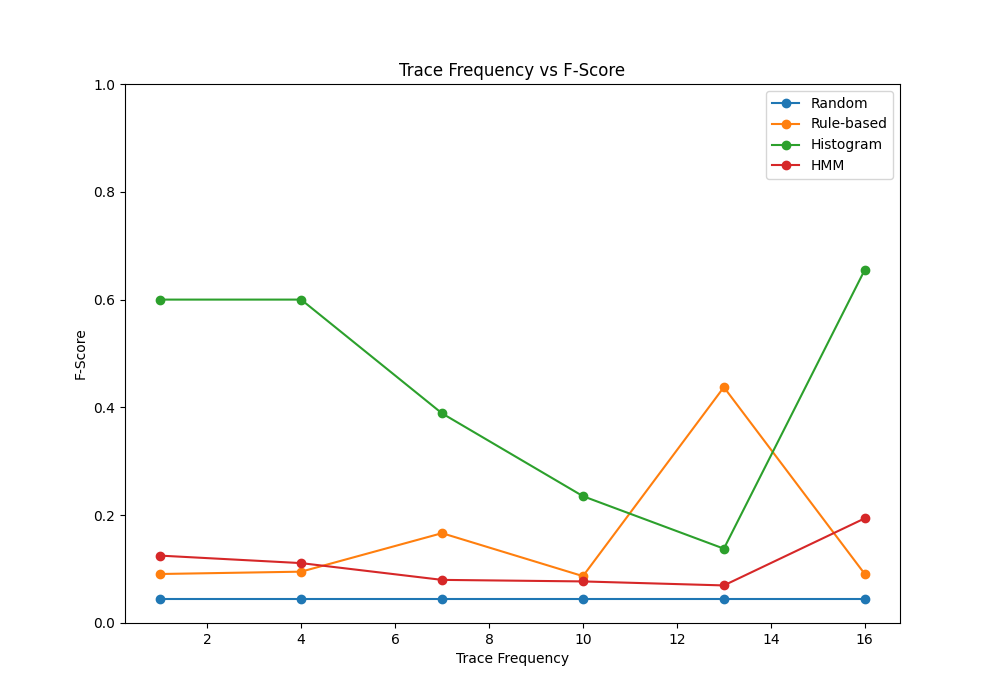 Trace Frequency vs F-Score
Random
Rule-based
Histogram
HMM
F-Score
1.0
0.8
0.6
0.4
0.2
0.0
2 4 6 8 10 12 14 16
Trace Frequency